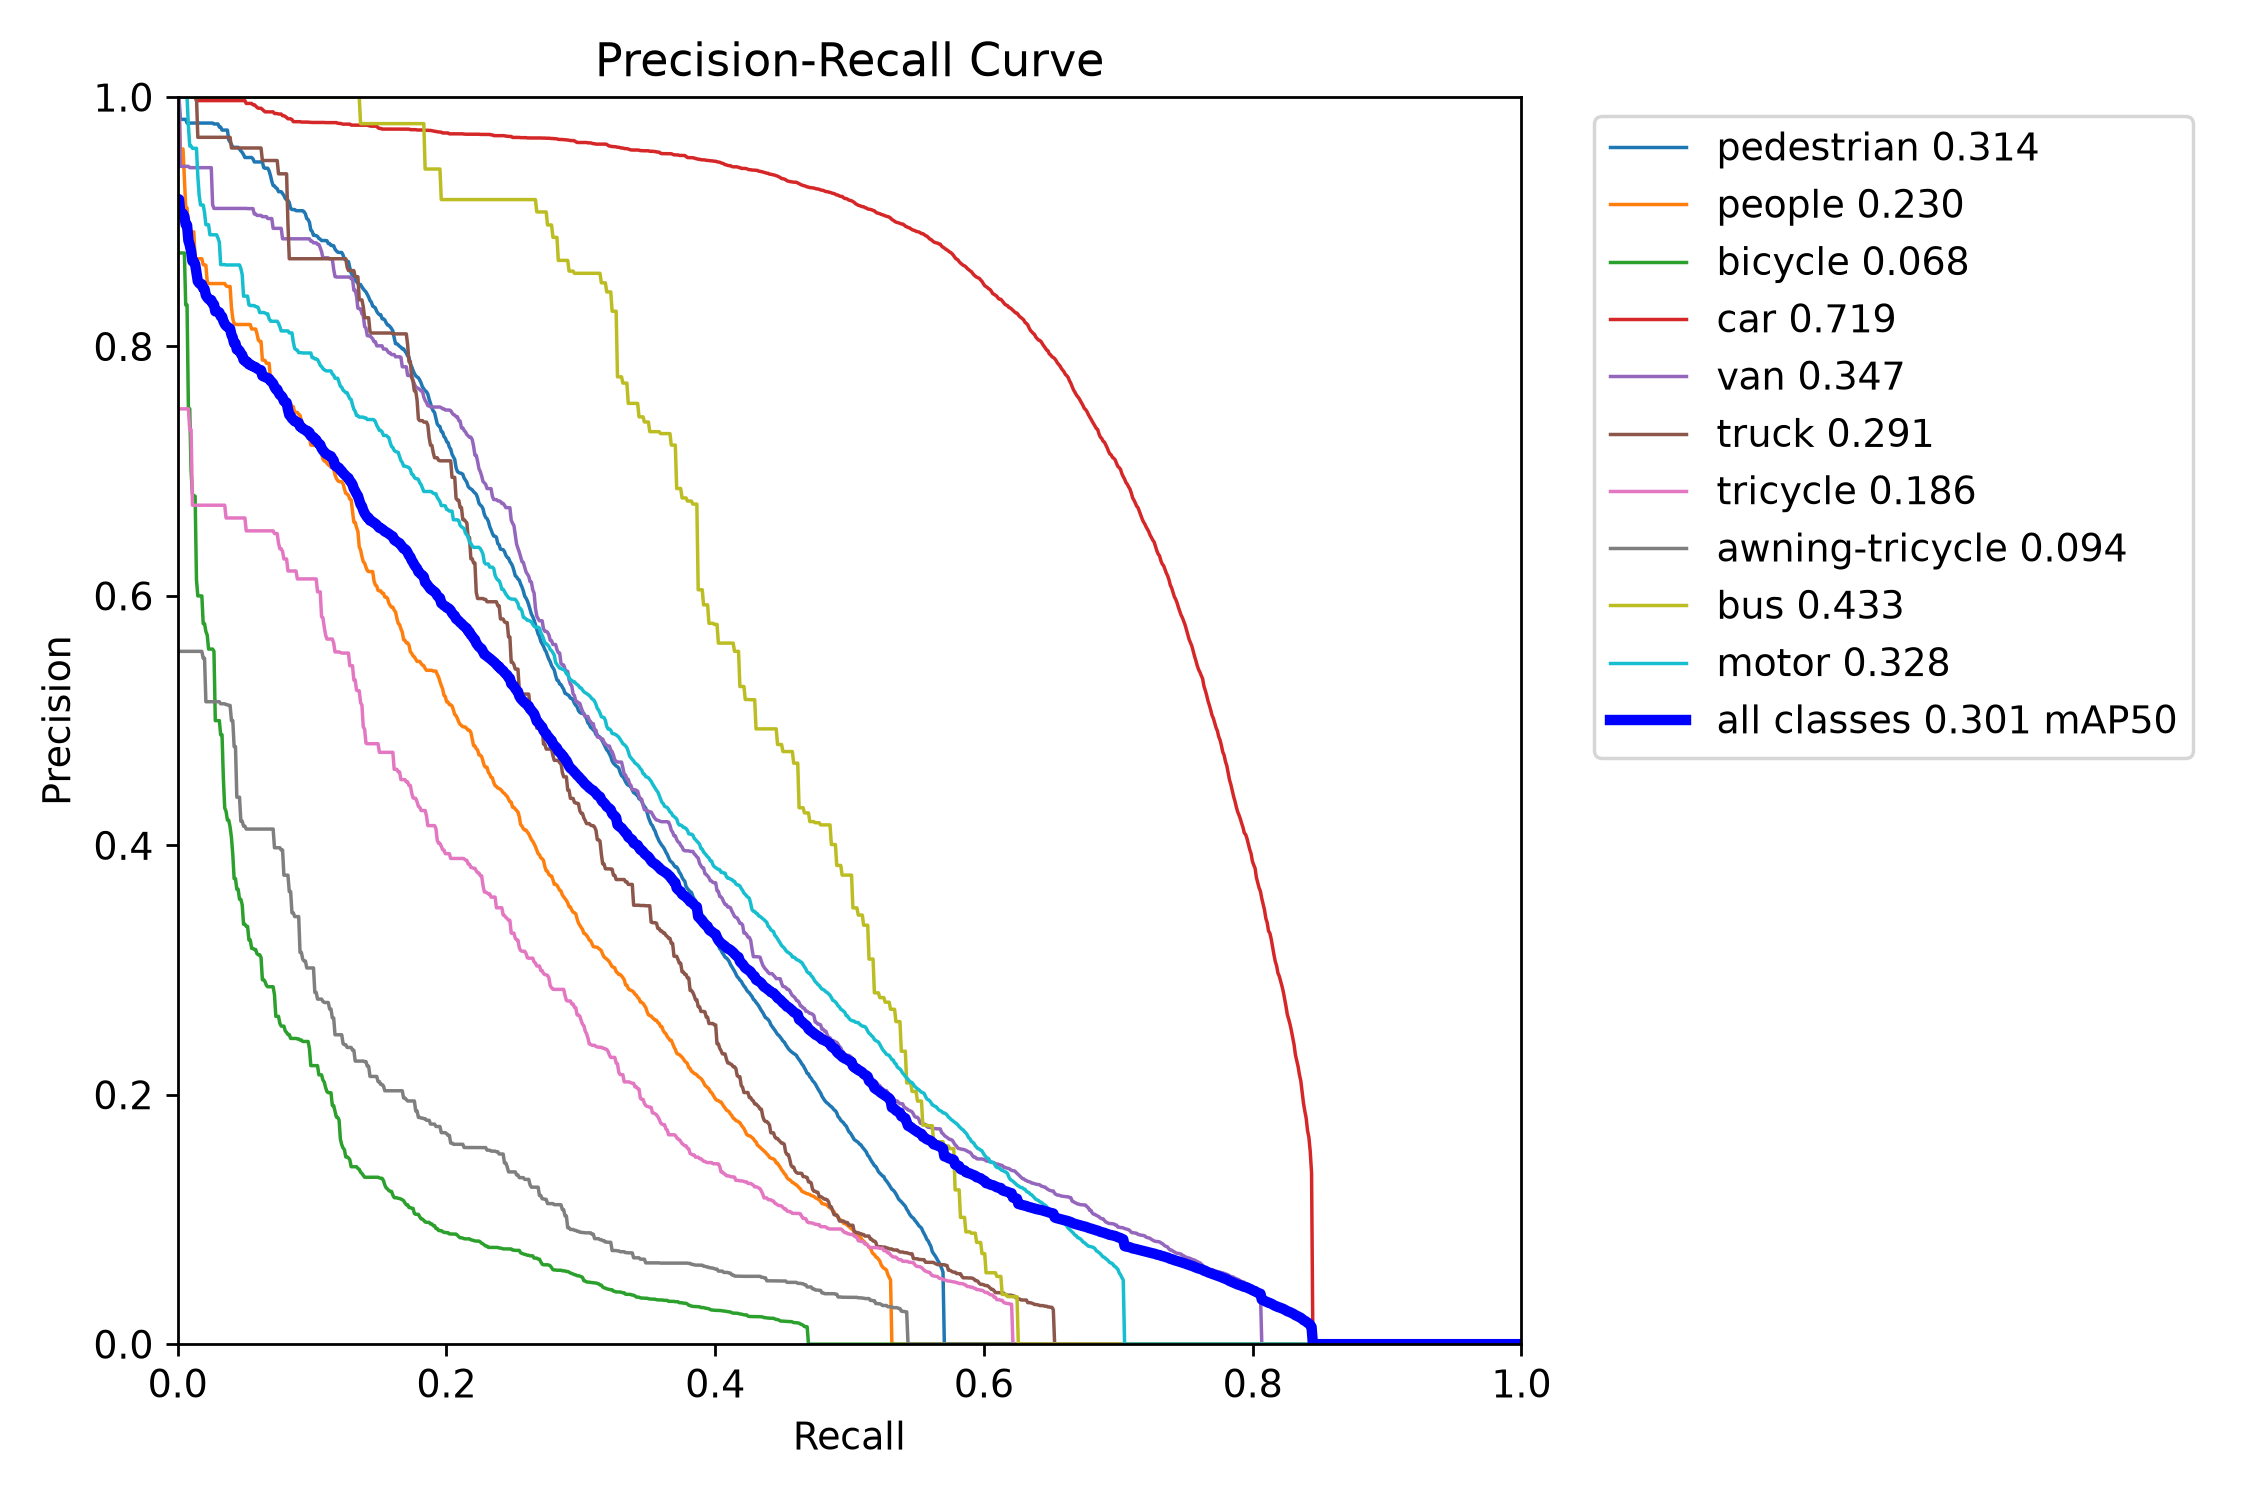 Precision-Recall Curve
1.0
0.8
0.6
0.4
0.2
0.0
Precision
0.0 0.2 0.4 0.6 0.8 1.0
Recall
pedestrian 0.314
people 0.230
bicycle 0.068
car 0.719
van 0.347
truck 0.291
tricycle 0.186
awning-tricycle 0.094
bus 0.433
motor 0.328
all classes 0.301 mAP50